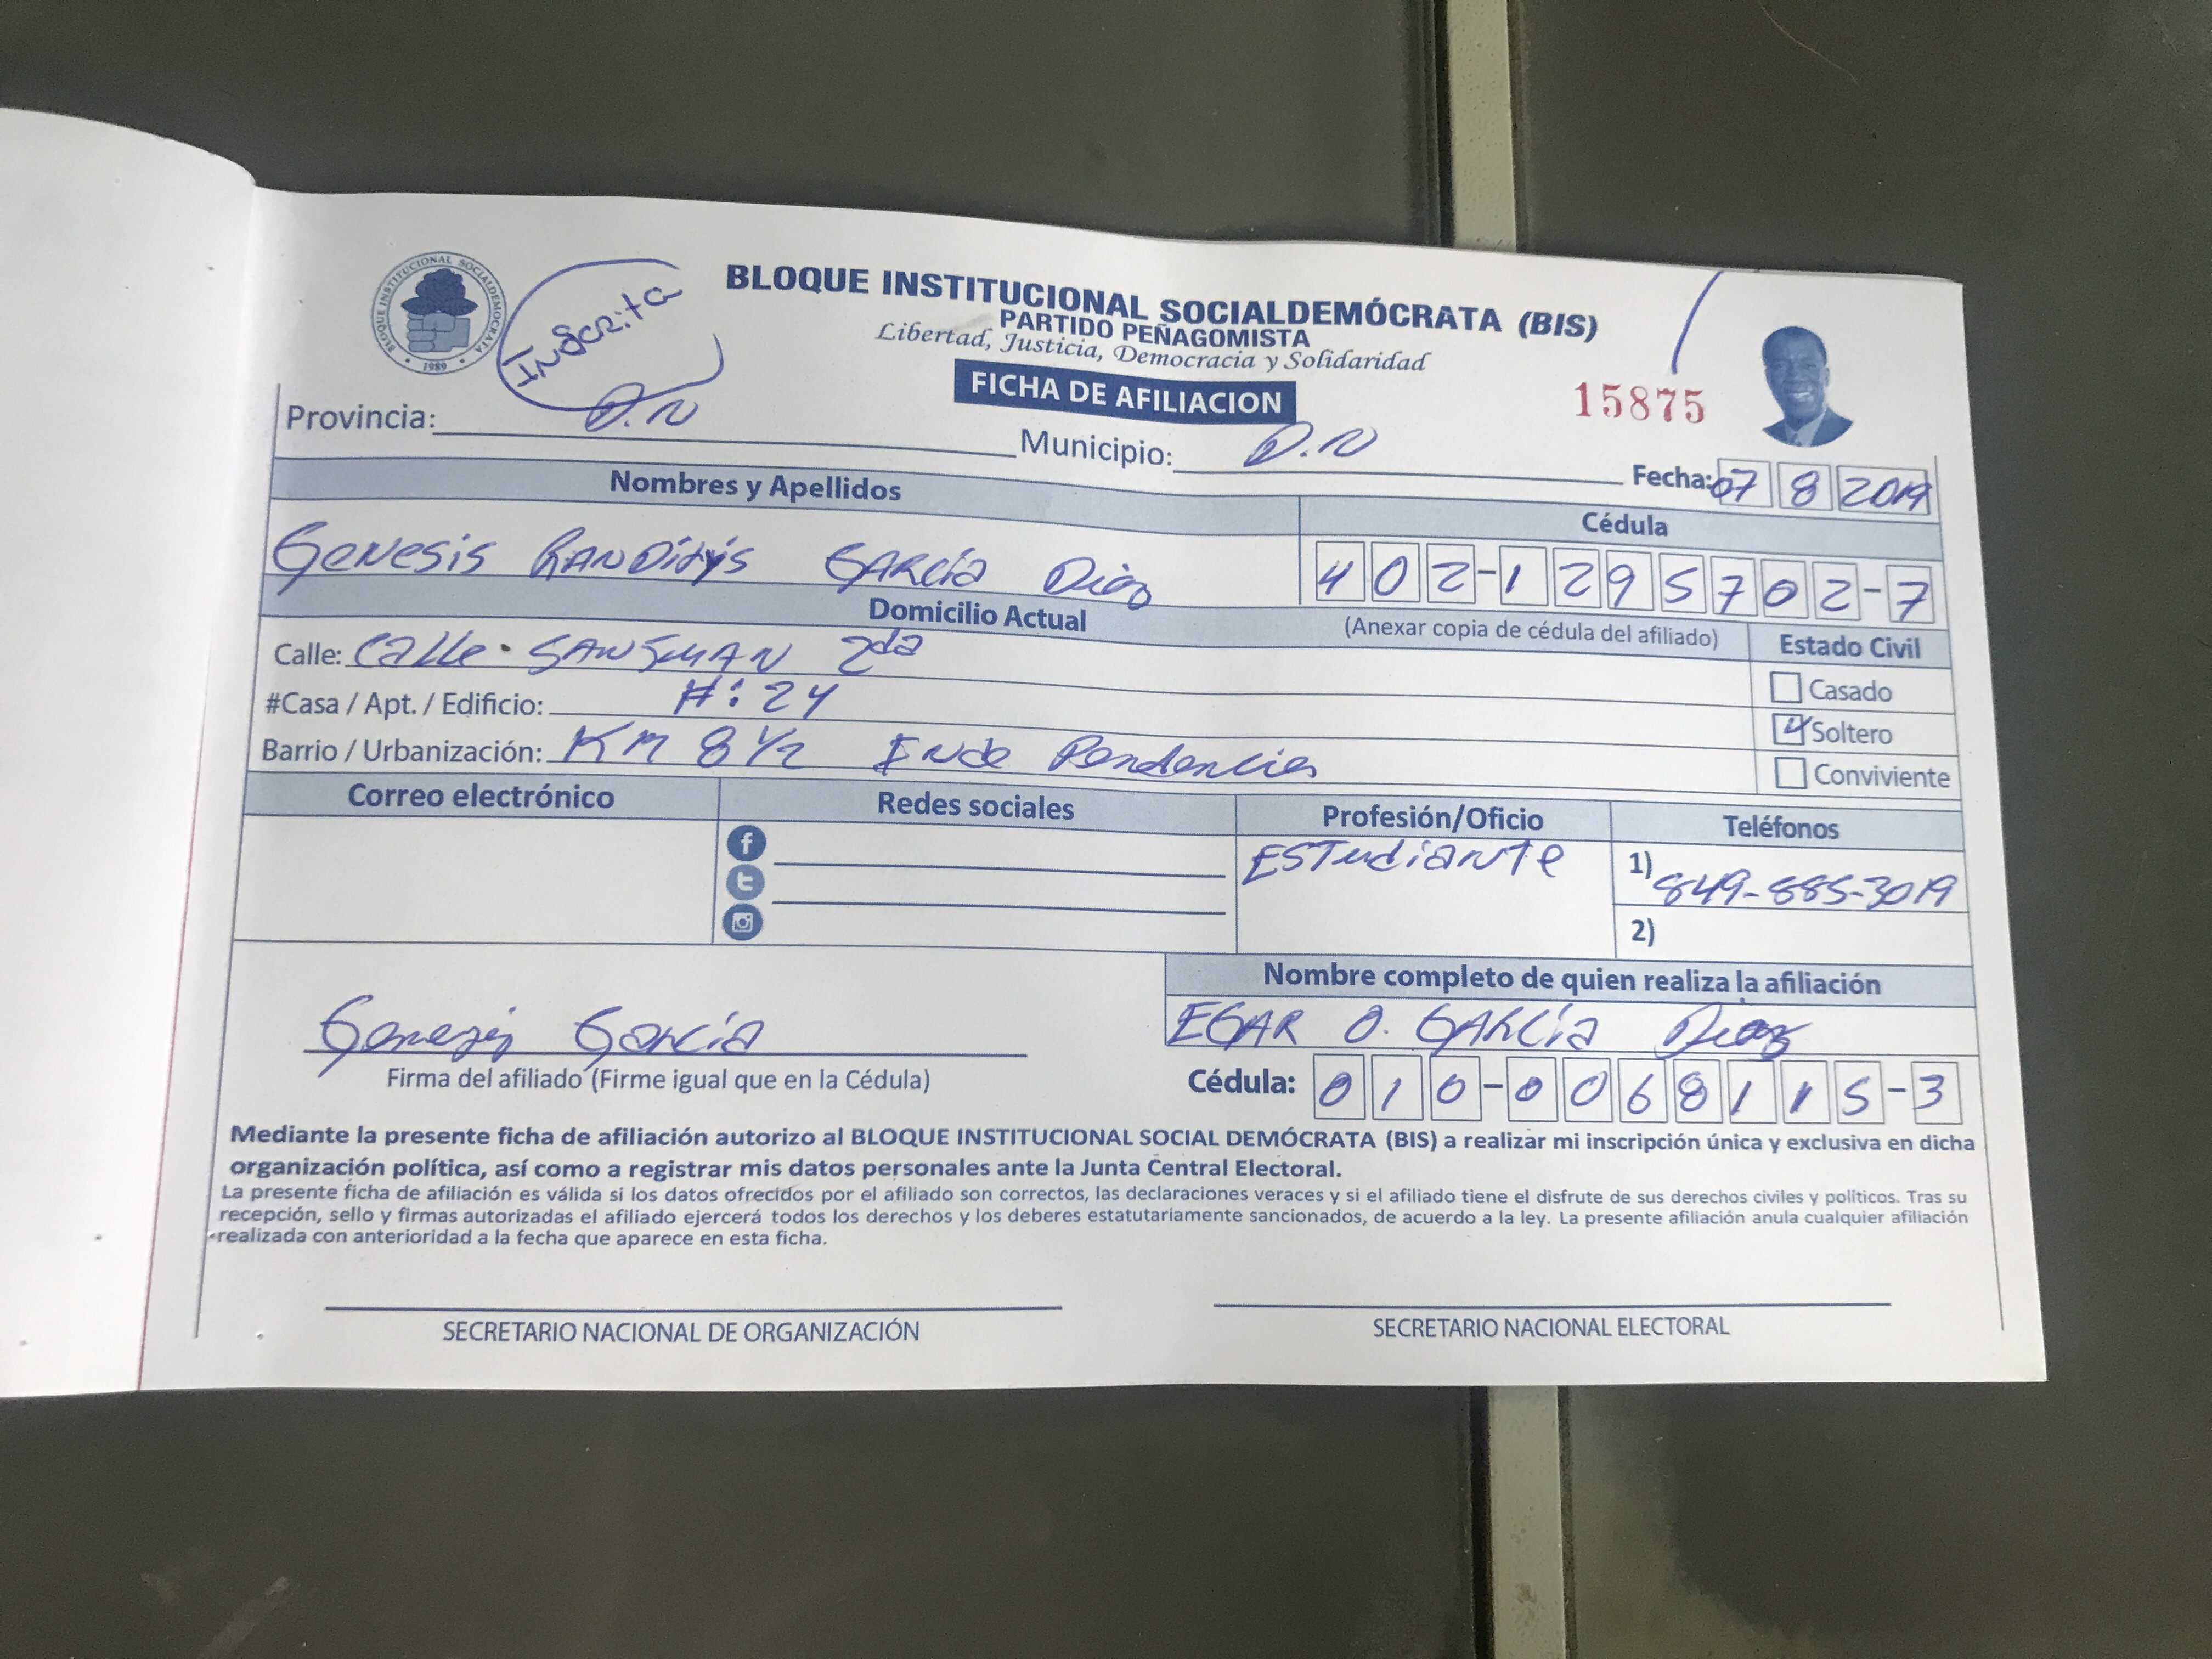 BLOQUE INSTITUCIONAL SOCIALDEMOCRATA
1989
Inscrita
BLOQUE INSTITUCIONAL SOCIALDEMÓCRATA (BIS)
PARTIDO PEÑAGOMISTA
Libertad, Justicia, Democracia y Solidaridad
FICHA DE AFILIACION
15875
Provincia: D.N Municipio: D.N Fecha: 07 8 2019
Nombres y Apellidos Cédula
GENESIS GARCÍA Díaz 402-1295702-7
Domicilio Actual (Anexar copia de cédula del afiliado) Estado Civil
Calle: Calle. SANJUAN 2da
Casado
#Casa / Apt. / Edificio: #: 24
Soltero
Barrio / Urbanización: KM 8 1/2 Inde Pendencia
Conviviente
Correo electrónico Redes sociales Profesión/Oficio Teléfonos
ESTudiante 1) 849-885-3019
2)
Nombre completo de quien realiza la afiliación
Genesis García EGAR O. GARCía Diaz
Firma del afiliado (Firme igual que en la Cédula) Cédula: 010-0068115-3
Mediante la presente ficha de afiliación autorizo al BLOQUE INSTITUCIONAL SOCIAL DEMÓCRATA (BIS) a realizar mi inscripción única y exclusiva en dicha
organización política, así como a registrar mis datos personales ante la Junta Central Electoral.
La presente ficha de afiliación es válida si los datos ofrecidos por el afiliado son correctos, las declaraciones veraces y si el afiliado tiene el disfrute de sus derechos civiles y políticos. Tras su
recepción, sello y firmas autorizadas el afiliado ejercerá todos los derechos y los deberes estatutariamente sancionados, de acuerdo a la ley. La presente afiliación anula cualquier afiliación
realizada con anterioridad a la fecha que aparece en esta ficha.
SECRETARIO NACIONAL DE ORGANIZACIÓN SECRETARIO NACIONAL ELECTORAL